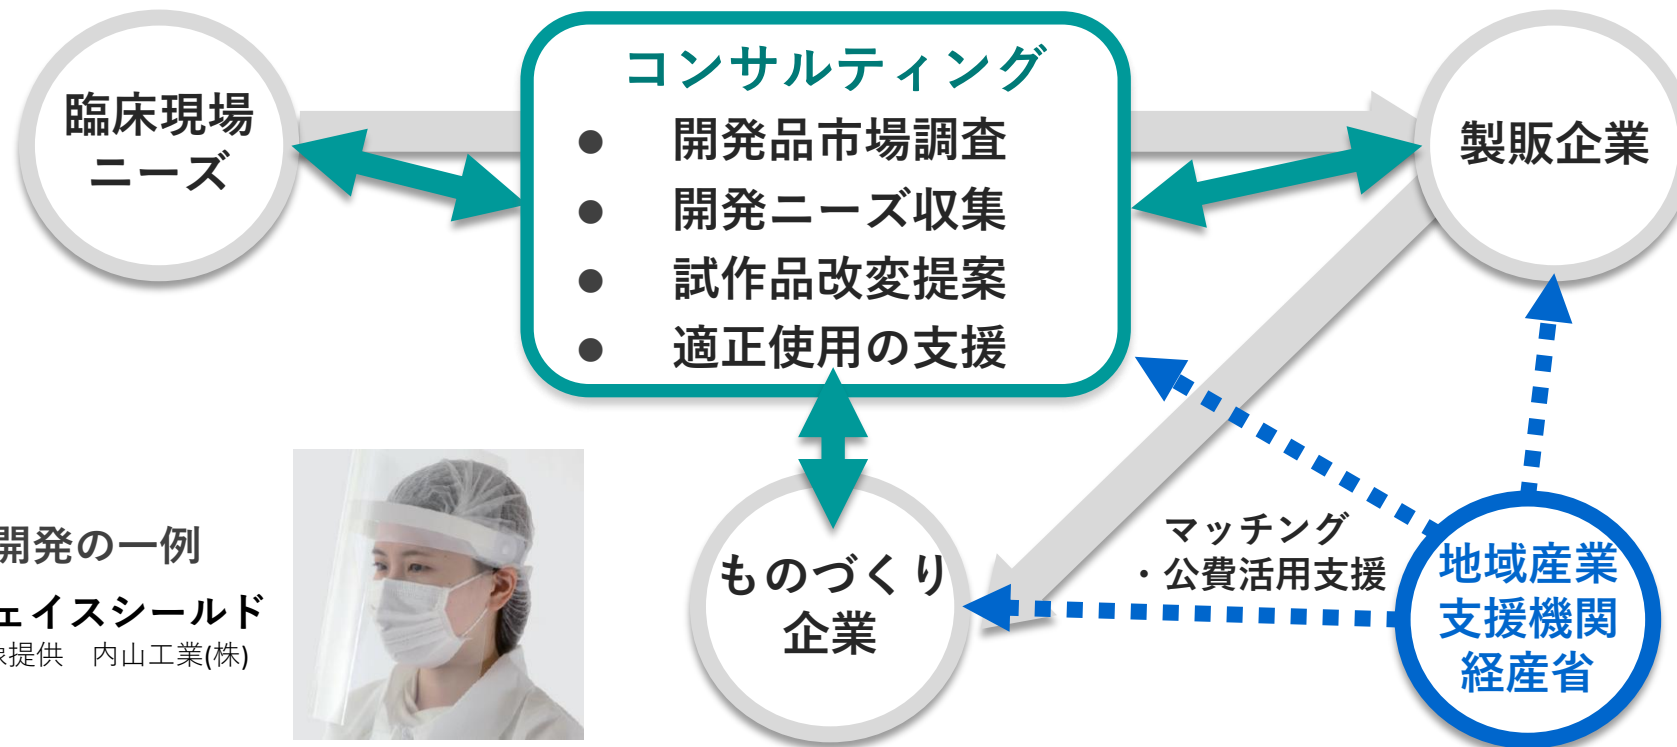 臨床現場
ニーズ
コンサルティング
● 開発品市場調査
● 開発ニーズ収集
● 試作品改変提案
● 適正使用の支援
製販企業
マッチング
・公費活用支援
ものづくり
企業
地域産業
支援機関
経産省
開発の一例
ェイスシールド
提供 内山工業(株)